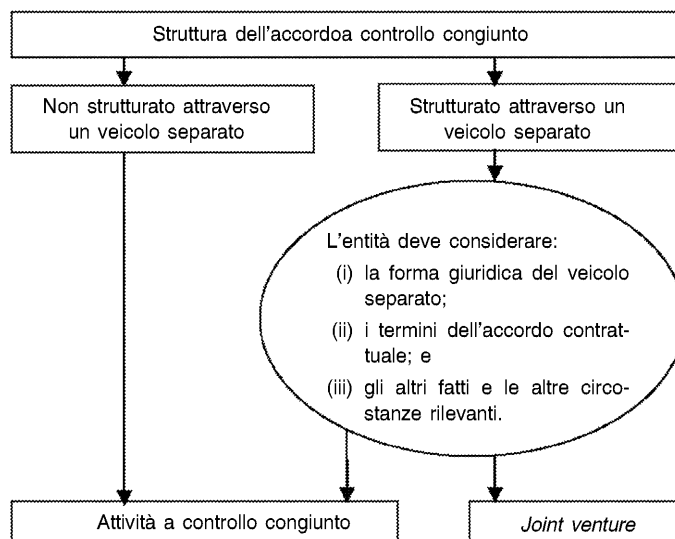 Struttura dell'accordoa controllo congiunto
Non strutturato attraverso
un veicolo separato
Strutturato attraverso un
veicolo separato
L'entità deve considerare:
(i) la forma giuridica del veicolo
separato;
(ii) i termini dell'accordo contrat-
tuale; e
(iii) gli altri fatti e le altre circo-
stanze rilevanti.
Attività a controllo congiunto
Joint venture